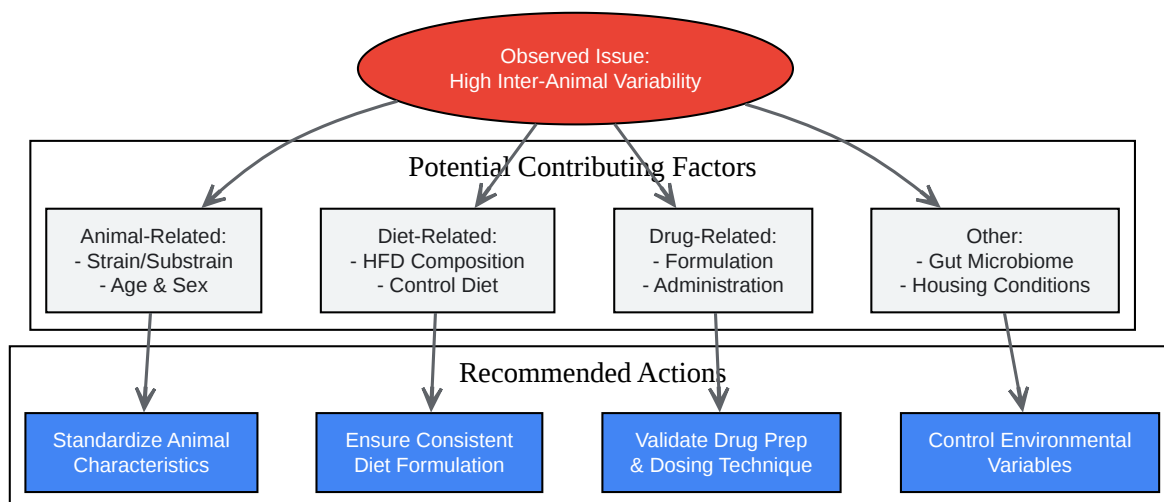 Observed Issue:
High Inter-Animal Variability
Potential Contributing Factors
Animal-Related:
- Strain/Substrain
- Age & Sex
Diet-Related:
- HFD Composition
- Control Diet
Drug-Related:
- Formulation
- Administration
Other:
- Gut Microbiome
- Housing Conditions
Recommended Actions
Standardize Animal
Characteristics
Ensure Consistent
Diet Formulation
Validate Drug Prep
& Dosing Technique
Control Environmental
Variables